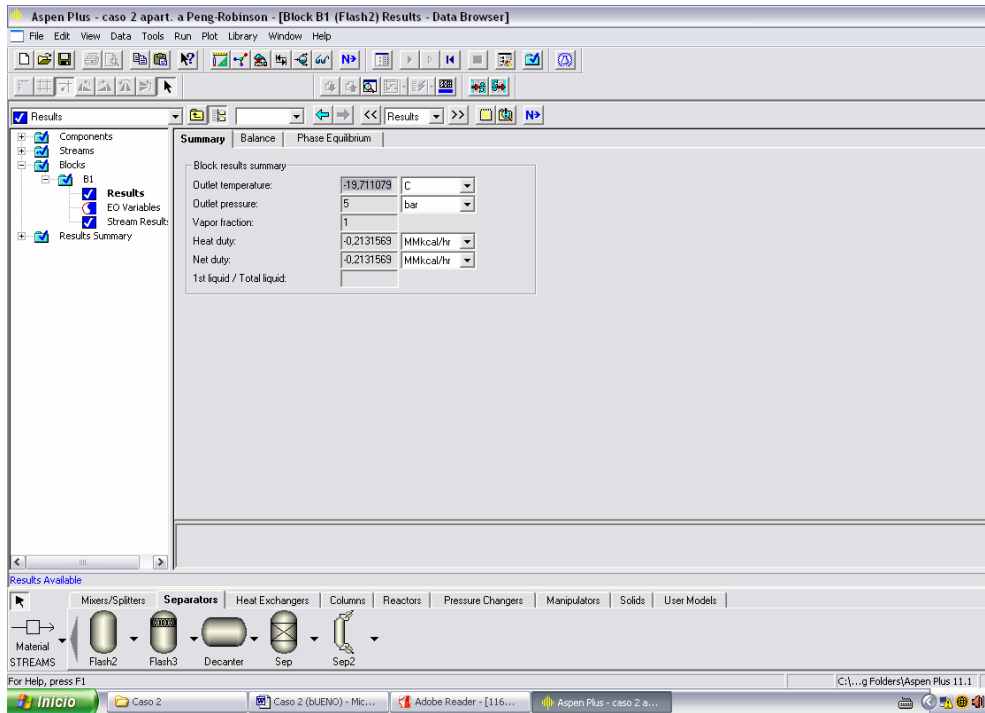 Aspen Plus - caso 2 apart. a Peng-Robinson - [Block B1 (Flash2) Results - Data Browser]
File Edit View Data Tools Run Plot Library Window Help
N>
Results
Results
<< Results >> N>
Components
Streams
Blocks
B1
Results
EO Variables
Stream Result:
Results Summary
Summary Balance Phase Equilibrium
Block results summary
Outlet temperature: -19,711079 C
Outlet pressure: 5 bar
Vapor fraction: 1
Heat duty: -0,2131569 MMkcal/hr
Net duty: -0,2131569 MMkcal/hr
1st liquid / Total liquid:
Results Available
Mixers/Splitters Separators Heat Exchangers Columns Reactors Pressure Changers Manipulators Solids User Models
Material
STREAMS Flash2 Flash3 Decanter Sep Sep2
For Help, press F1 C:\...g Folders\Aspen Plus 11.1
Inicio Caso 2 Caso 2 (bUENO) - Mic... Adobe Reader - [116... Aspen Plus - caso 2 a...